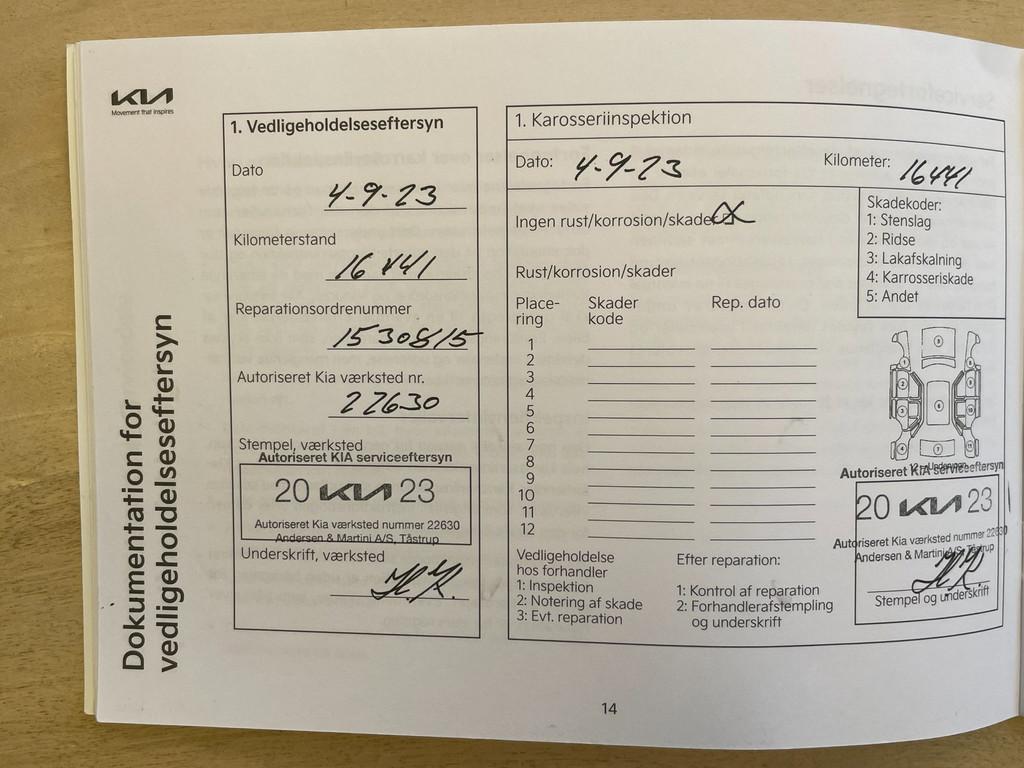 KIA
Movement that inspires
Dokumentation for
vedligeholdelseseftersyn
1. Vedligeholdelseseftersyn
Dato
4-9-23
Kilometerstand
16441
Reparationsordrenummer
1530815
Autoriseret Kia værksted nr.
22630
Stempel, værksted
Autoriseret KIA serviceeftersyn
20 KIA 23
Autoriseret Kia værksted nummer 22630
Andersen & Martini A/S, Tåstrup
Underskrift, værksted
1. Karosseriinspektion
Dato: 4-9-23 Kilometer: 16441
Ingen rust/korrosion/skader
Rust/korrosion/skader
Skadekoder:
1: Stenslag
2: Ridse
3: Lakafskalning
4: Karrosseriskade
5: Andet
Place- Skader Rep. dato
ring kode
1
2
3
4
5
6
7
8
9
10
11
12
Autoriseret KIA serviceeftersyn
20 KIA 23
Autoriseret Kia værksted nummer 22630
Andersen & Martini A/S, Tåstrup
Stempel og underskrift
Vedligeholdelse
hos forhandler
1: Inspektion
2: Notering af skade
3: Evt. reparation
Efter reparation:
1: Kontrol af reparation
2: Forhandlerafstempling
og underskrift
14